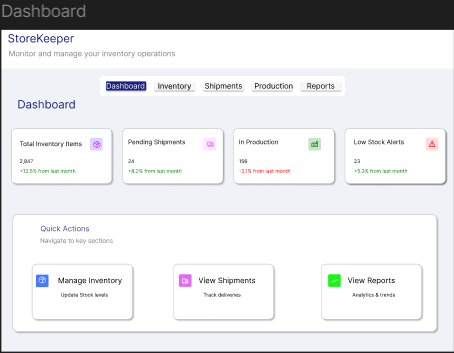 Dashboard
StoreKeeper
Monitor and manage your inventory operations
Dashboard Inventory Shipments Production Reports
Dashboard
Total Inventory Items
2,847
+12.5% from last month
Pending Shipments
24
+8.2% from last month
In Production
156
-3.1% from last month
Low Stock Alerts
23
+5.3% from last month
Quick Actions
Navigate to key sections
Manage Inventory
Update Stock levels
View Shipments
Track deliveries
View Reports
Analytics & trends